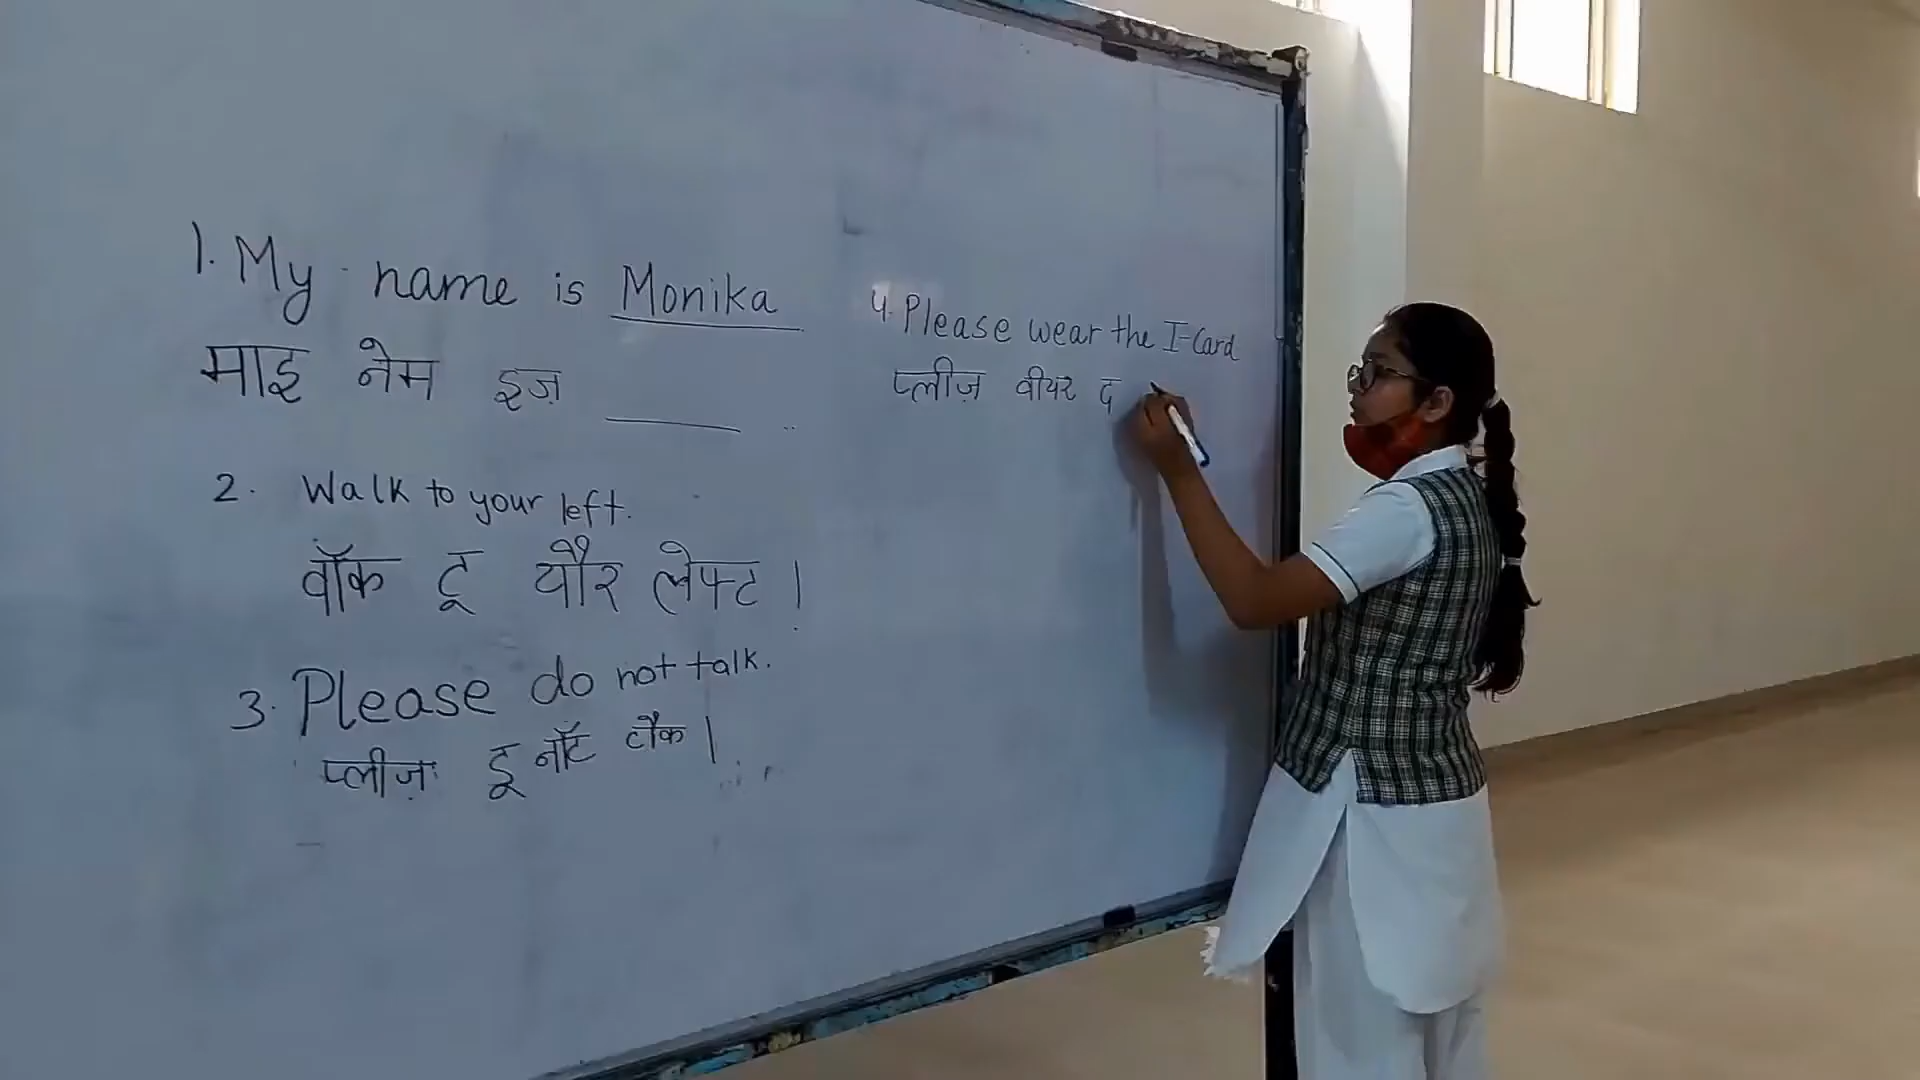 1. My name is Monika
माइ नेम इज़ ____
2. Walk to your left.
वॉक टू यौर लेफ्ट ।
3. Please do not talk.
प्लीज़ डू नॉट टौक ।
4. Please wear the I-Card
प्लीज़ वीयर द